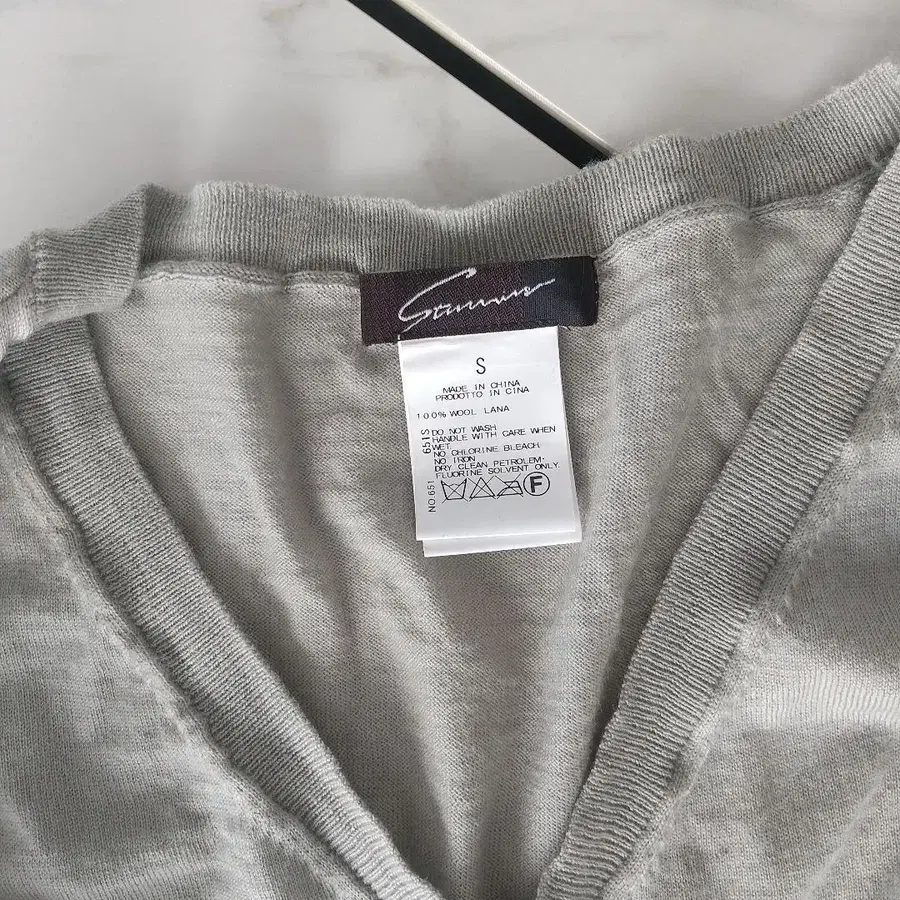 S
MADE IN CHINA
PRODOTTO IN CINA
100% WOOL LANA
DO NOT WASH
HANDLE WITH CARE WHEN
WET
NO CHLORINE BLEACH
NO IRON
DRY CLEAN PETROLEM·
FLUORINE SOLVENT ONLY.
F
NO.651
651S